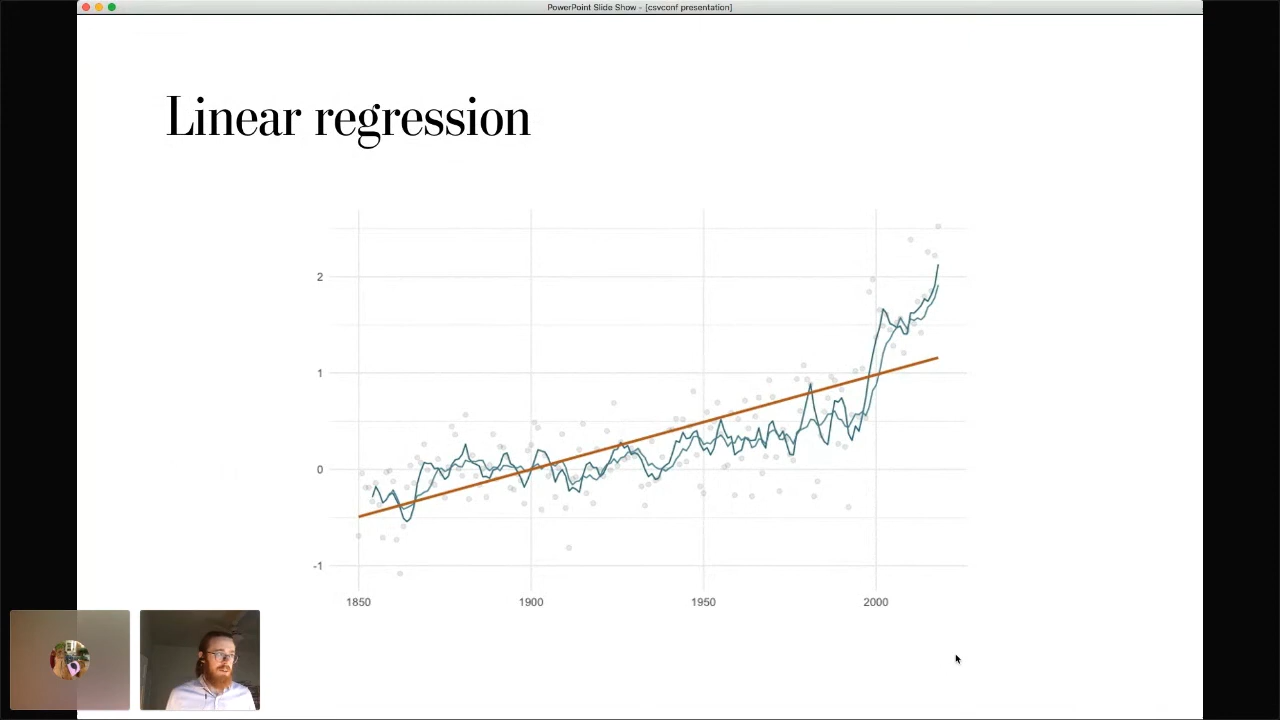 PowerPoint Slide Show - [csvconf presentation]
Linear regression
2
1
0
-1
1850 1900 1950 2000